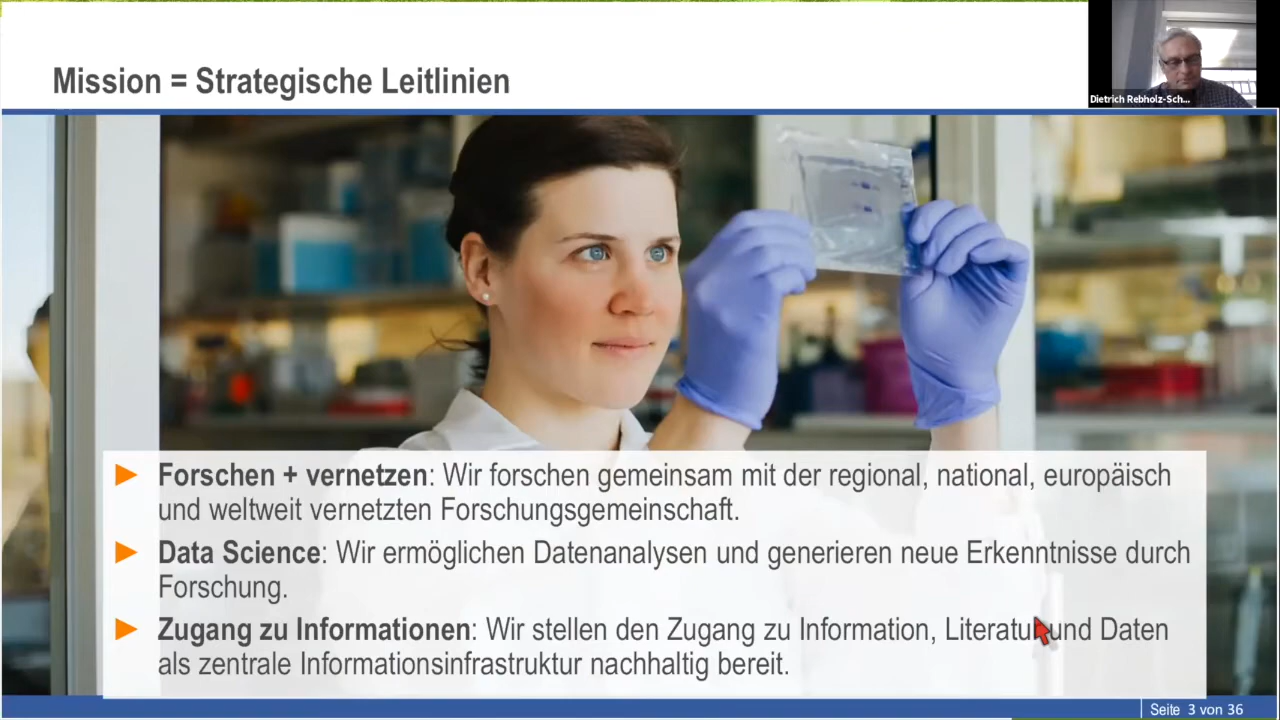 Mission = Strategische Leitlinien
Dietrich Rebholz-Sch...
Forschen + vernetzen: Wir forschen gemeinsam mit der regional, national, europäisch
und weltweit vernetzten Forschungsgemeinschaft.
Data Science: Wir ermöglichen Datenanalysen und generieren neue Erkenntnisse durch
Forschung.
Zugang zu Informationen: Wir stellen den Zugang zu Information, Literatur und Daten
als zentrale Informationsinfrastruktur nachhaltig bereit.
Seite 3 von 36